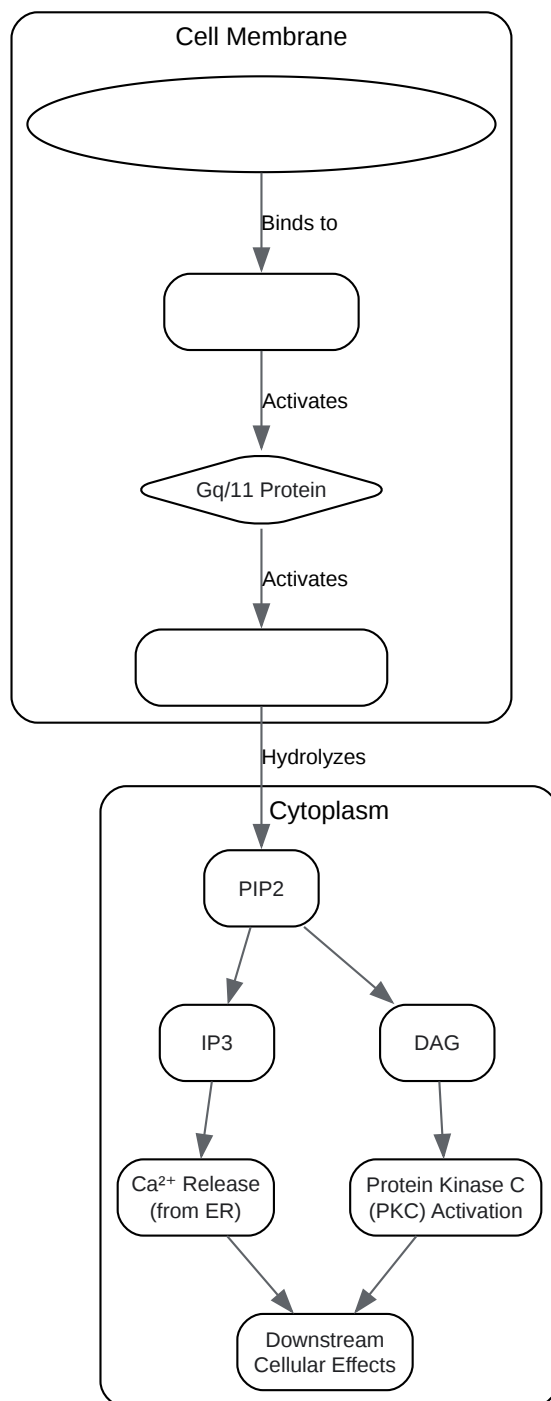 Cell Membrane
Binds to
Activates
Gq/11 Protein
Activates
Hydrolyzes
Cytoplasm
PIP2
IP3
DAG
Ca²⁺ Release
(from ER)
Protein Kinase C
(PKC) Activation
Downstream
Cellular Effects